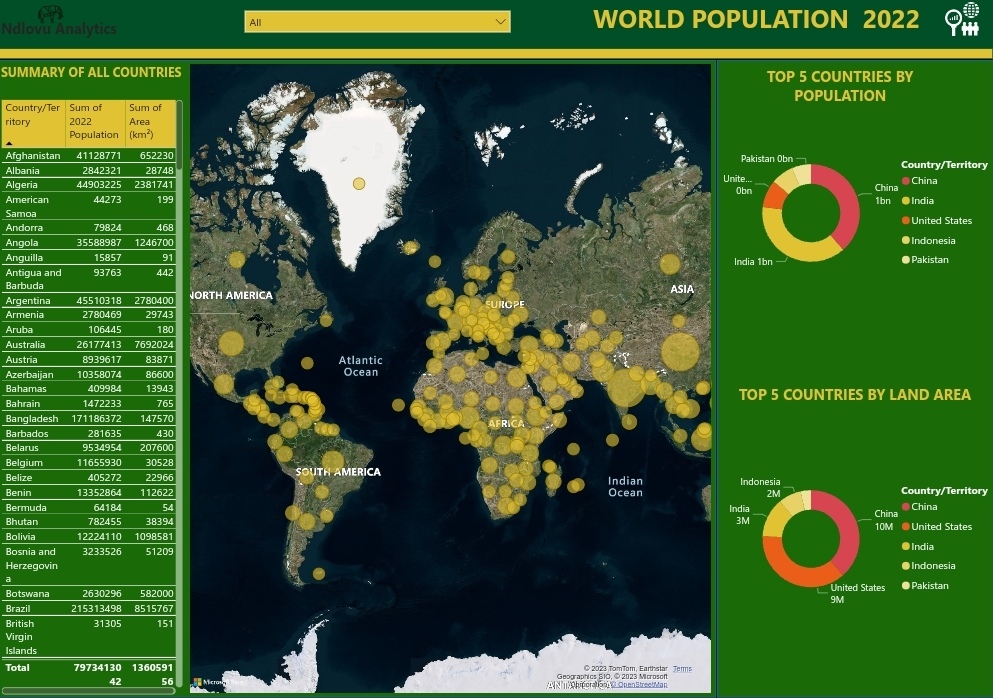 Ndlovu Analytics
All
WORLD POPULATION 2022
SUMMARY OF ALL COUNTRIES
Country/Ter
ritory
Sum of
2022
Population
Sum of
Area
(km²)
Afghanistan 41128771 652230
Albania 2842321 28748
Algeria 44903225 2381741
American 44273 199
Samoa
Andorra 79824 468
Angola 35588987 1246700
Anguilla 15857 91
Antigua and 93763 442
Barbuda
Argentina 45510318 2780400
Armenia 2780469 29743
Aruba 106445 180
Australia 26177413 7692024
Austria 8939617 83871
Azerbaijan 10358074 86600
Bahamas 409984 13943
Bahrain 1472233 765
Bangladesh 171186372 147570
Barbados 281635 430
Belarus 9534954 207600
Belgium 11655930 30528
Belize 405272 22966
Benin 13352864 112622
Bermuda 64184 54
Bhutan 782455 38394
Bolivia 12224110 1098581
Bosnia and 3233526 51209
Herzegovin
a
Botswana 2630296 582000
Brazil 215313498 8515767
British 31305 151
Virgin
Islands
Total 79734130 1360591
42 56
NORTH AMERICA
EUROPE
ASIA
Atlantic
Ocean
AFRICA
SOUTH AMERICA
Indian
Ocean
© 2023 TomTom, Earthstar
Geographics SIO, © 2023 Microsoft
Corporation, © OpenStreetMap
Terms
TOP 5 COUNTRIES BY
POPULATION
Pakistan 0bn
Unite...
0bn
India 1bn
China
1bn
Country/Territory
China
India
United States
Indonesia
Pakistan
TOP 5 COUNTRIES BY LAND AREA
Indonesia
2M
India
3M
China
10M
United States
9M
Country/Territory
China
United States
India
Indonesia
Pakistan